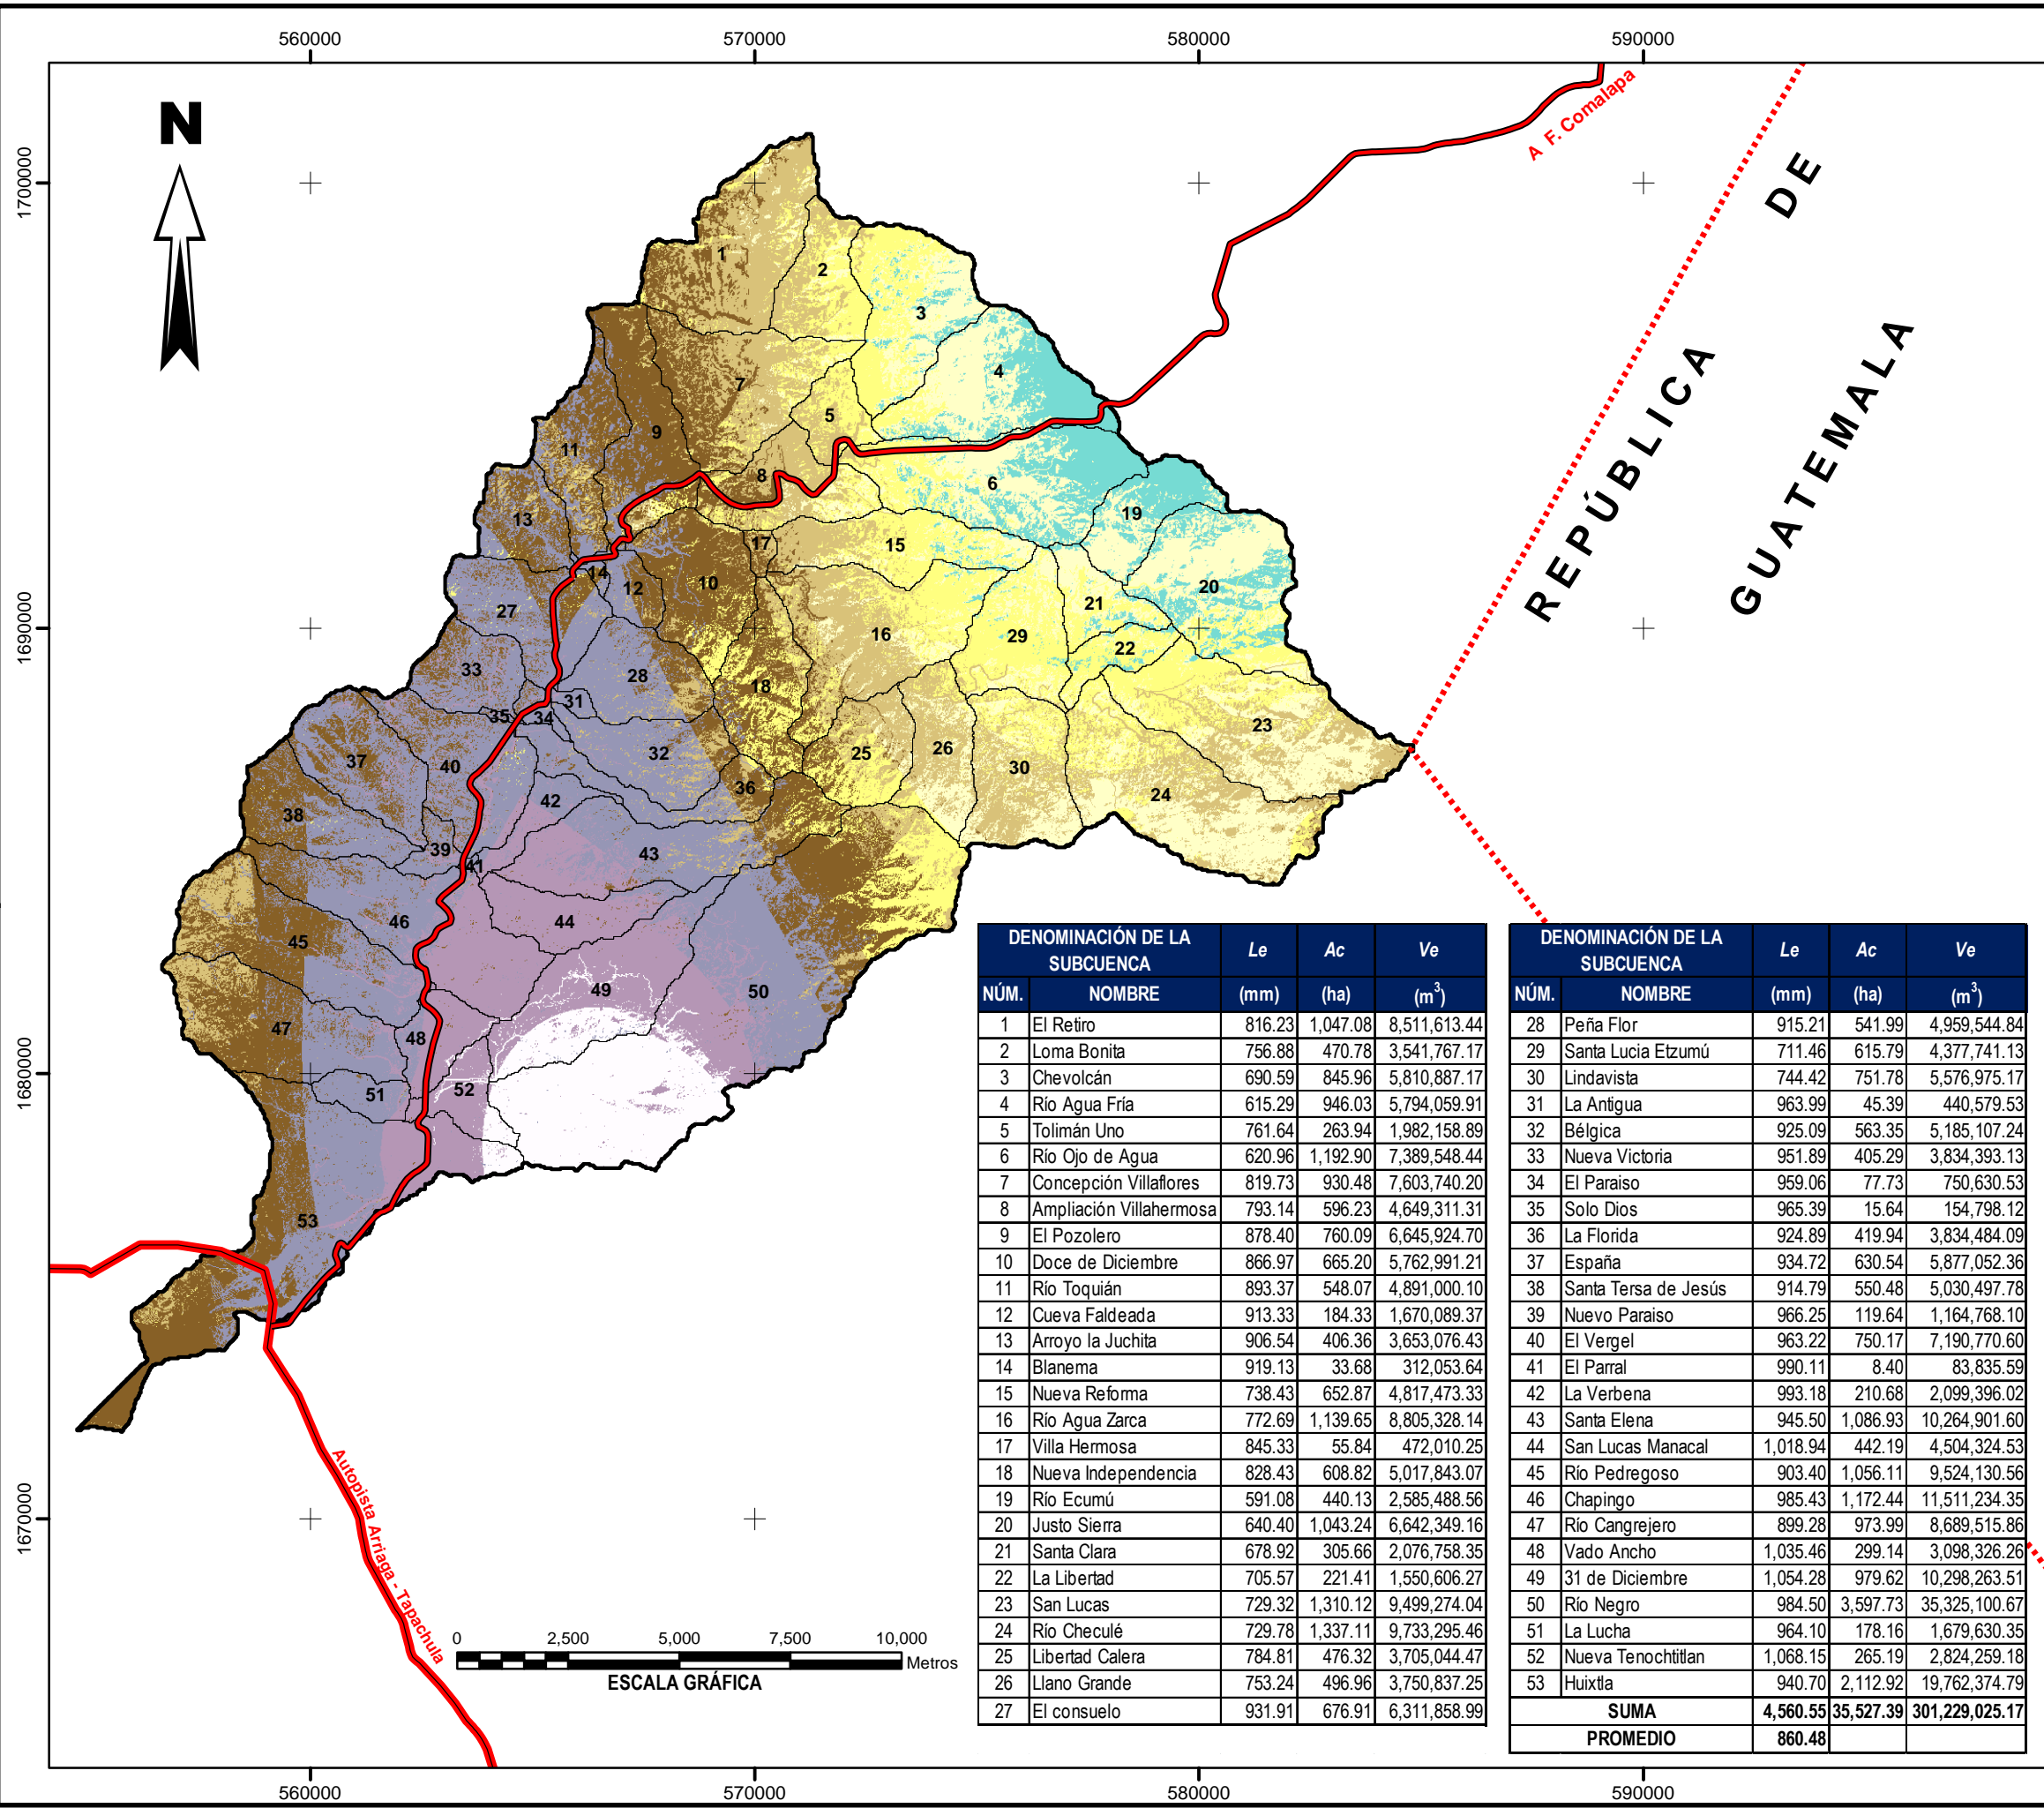 560000 570000 580000 590000
A F. Comalapa
N
1700000
1690000
1680000
1670000
REPÚBLICA DE
GUATEMALA
1
2
3
4
5
7
9
11
8
6
13
19
17
15
14
12
10
20
27
21
16
29
22
33
28
18
31
35
34
23
32
25
26
37
40
30
36
24
42
38
39
43
41
46
44
45
49
50
47
48
51
52
53
Autopista Arriaga - Tapachula
0 2,500 5,000 7,500 10,000
Metros
ESCALA GRÁFICA
DENOMINACIÓN DE LA SUBCUENCA Le Ac Ve
NÚM. NOMBRE (mm) (ha) (m³)
1 El Retiro 816.23 1,047.08 8,511,613.44
2 Loma Bonita 756.88 470.78 3,541,767.17
3 Chevolcán 690.59 845.96 5,810,887.17
4 Río Agua Fría 615.29 946.03 5,794,059.91
5 Tolimán Uno 761.64 263.94 1,982,158.89
6 Río Ojo de Agua 620.96 1,192.90 7,389,548.44
7 Concepción Villaflores 819.73 930.48 7,603,740.20
8 Ampliación Villahermosa 793.14 596.23 4,649,311.31
9 El Pozolero 878.40 760.09 6,645,924.70
10 Doce de Diciembre 866.97 665.20 5,762,991.21
11 Río Toquián 893.37 548.07 4,891,000.10
12 Cueva Faldeada 913.33 184.33 1,670,089.37
13 Arroyo la Juchita 906.54 406.36 3,653,076.43
14 Blanema 919.13 33.68 312,053.64
15 Nueva Reforma 738.43 652.87 4,817,473.33
16 Río Agua Zarca 772.69 1,139.65 8,805,328.14
17 Villa Hermosa 845.33 55.84 472,010.25
18 Nueva Independencia 828.43 608.82 5,017,843.07
19 Río Ecumú 591.08 440.13 2,585,488.56
20 Justo Sierra 640.40 1,043.24 6,642,349.16
21 Santa Clara 678.92 305.66 2,076,758.35
22 La Libertad 705.57 221.41 1,550,606.27
23 San Lucas 729.32 1,310.12 9,499,274.04
24 Río Checulé 729.78 1,337.11 9,733,295.46
25 Libertad Calera 784.81 476.32 3,705,044.47
26 Llano Grande 753.24 496.96 3,750,837.25
27 El consuelo 931.91 676.91 6,311,858.99
DENOMINACIÓN DE LA SUBCUENCA Le Ac Ve
NÚM. NOMBRE (mm) (ha) (m³)
28 Peña Flor 915.21 541.99 4,959,544.84
29 Santa Lucia Etzumú 711.46 615.79 4,377,741.13
30 Lindavista 744.42 751.78 5,576,975.17
31 La Antigua 963.99 45.39 440,579.53
32 Bélgica 925.09 563.35 5,185,107.24
33 Nueva Victoria 951.89 405.29 3,834,393.13
34 El Paraiso 959.06 77.73 750,630.53
35 Solo Dios 965.39 15.64 154,798.12
36 La Florida 924.89 419.94 3,834,484.09
37 España 934.72 630.54 5,877,052.36
38 Santa Tersa de Jesús 914.79 550.48 5,030,497.78
39 Nuevo Paraiso 966.25 119.64 1,164,768.10
40 El Vergel 963.22 750.17 7,190,770.60
41 El Parral 990.11 8.40 83,835.59
42 La Verbena 993.18 210.68 2,099,396.02
43 Santa Elena 945.50 1,086.93 10,264,901.60
44 San Lucas Manacal 1,018.94 442.19 4,504,324.53
45 Río Pedregoso 903.40 1,056.11 9,524,130.56
46 Chapingo 985.43 1,172.44 11,511,234.35
47 Río Cangrejero 899.28 973.99 8,689,515.86
48 Vado Ancho 1,035.46 299.14 3,098,326.26
49 31 de Diciembre 1,054.28 979.62 10,298,263.51
50 Río Negro 984.50 3,597.73 35,325,100.67
51 La Lucha 964.10 178.16 1,679,630.35
52 Nueva Tenochtitlan 1,068.15 265.19 2,824,259.18
53 Huixtla 940.70 2,112.92 19,762,374.79
SUMA 4,560.55 35,527.39 301,229,025.17
PROMEDIO 860.48
560000 570000 580000 590000